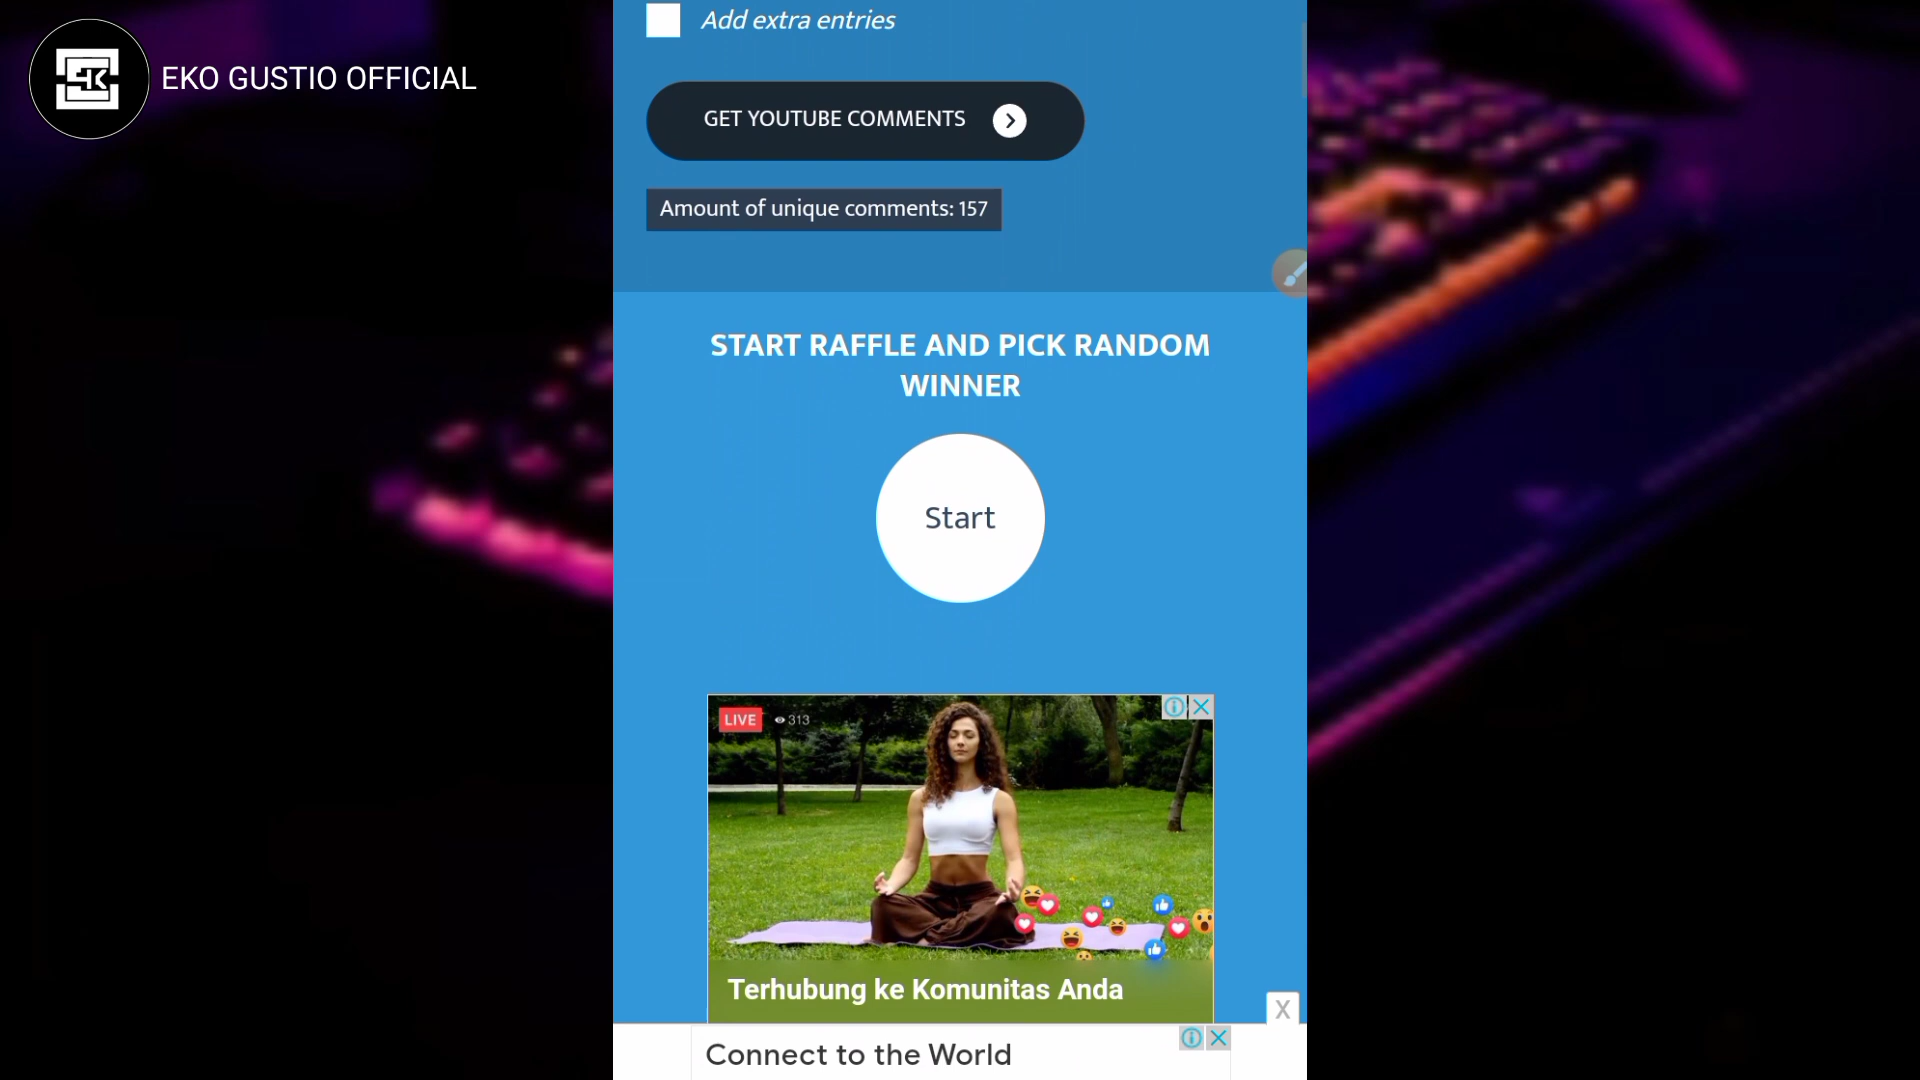 EKO GUSTIO OFFICIAL
Add extra entries
GET YOUTUBE COMMENTS
Amount of unique comments: 157
START RAFFLE AND PICK RANDOM
WINNER
Start
LIVE 313
Terhubung ke Komunitas Anda
X
Connect to the World